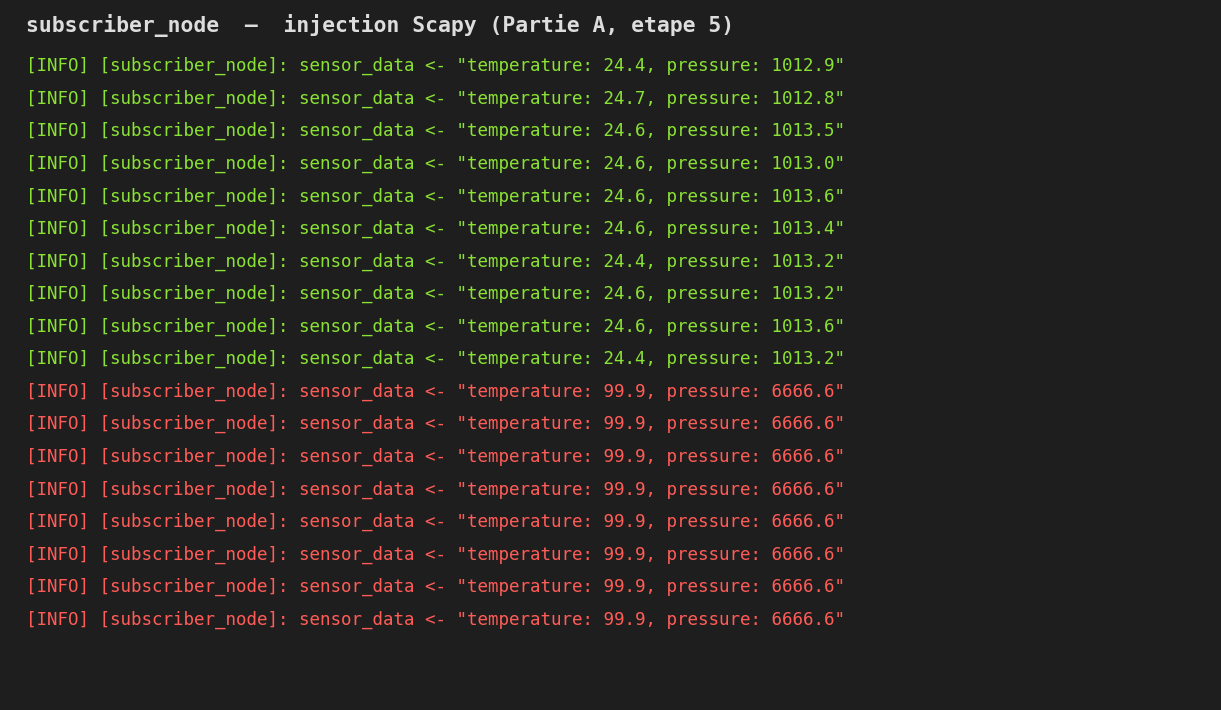 subscriber_node — injection Scapy (Partie A, etape 5)
[INFO] [subscriber_node]: sensor_data <- "temperature: 24.4, pressure: 1012.9"
[INFO] [subscriber_node]: sensor_data <- "temperature: 24.7, pressure: 1012.8"
[INFO] [subscriber_node]: sensor_data <- "temperature: 24.6, pressure: 1013.5"
[INFO] [subscriber_node]: sensor_data <- "temperature: 24.6, pressure: 1013.0"
[INFO] [subscriber_node]: sensor_data <- "temperature: 24.6, pressure: 1013.6"
[INFO] [subscriber_node]: sensor_data <- "temperature: 24.6, pressure: 1013.4"
[INFO] [subscriber_node]: sensor_data <- "temperature: 24.4, pressure: 1013.2"
[INFO] [subscriber_node]: sensor_data <- "temperature: 24.6, pressure: 1013.2"
[INFO] [subscriber_node]: sensor_data <- "temperature: 24.6, pressure: 1013.6"
[INFO] [subscriber_node]: sensor_data <- "temperature: 24.4, pressure: 1013.2"
[INFO] [subscriber_node]: sensor_data <- "temperature: 99.9, pressure: 6666.6"
[INFO] [subscriber_node]: sensor_data <- "temperature: 99.9, pressure: 6666.6"
[INFO] [subscriber_node]: sensor_data <- "temperature: 99.9, pressure: 6666.6"
[INFO] [subscriber_node]: sensor_data <- "temperature: 99.9, pressure: 6666.6"
[INFO] [subscriber_node]: sensor_data <- "temperature: 99.9, pressure: 6666.6"
[INFO] [subscriber_node]: sensor_data <- "temperature: 99.9, pressure: 6666.6"
[INFO] [subscriber_node]: sensor_data <- "temperature: 99.9, pressure: 6666.6"
[INFO] [subscriber_node]: sensor_data <- "temperature: 99.9, pressure: 6666.6"